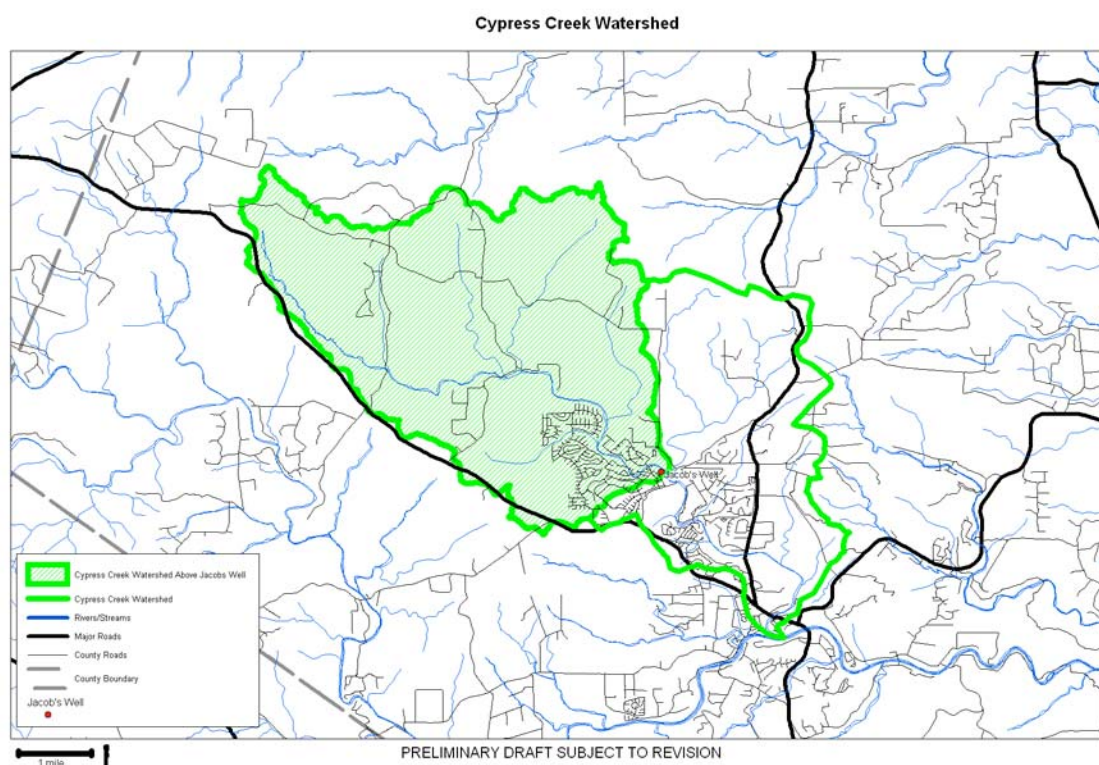 Cypress Creek Watershed
Jacob's Well
Cypress Creek Watershed Above Jacobs Well
Cypress Creek Watershed
Rivers/Streams
Major Roads
County Roads
County Boundary
Jacob's Well
1 mile
PRELIMINARY DRAFT SUBJECT TO REVISION